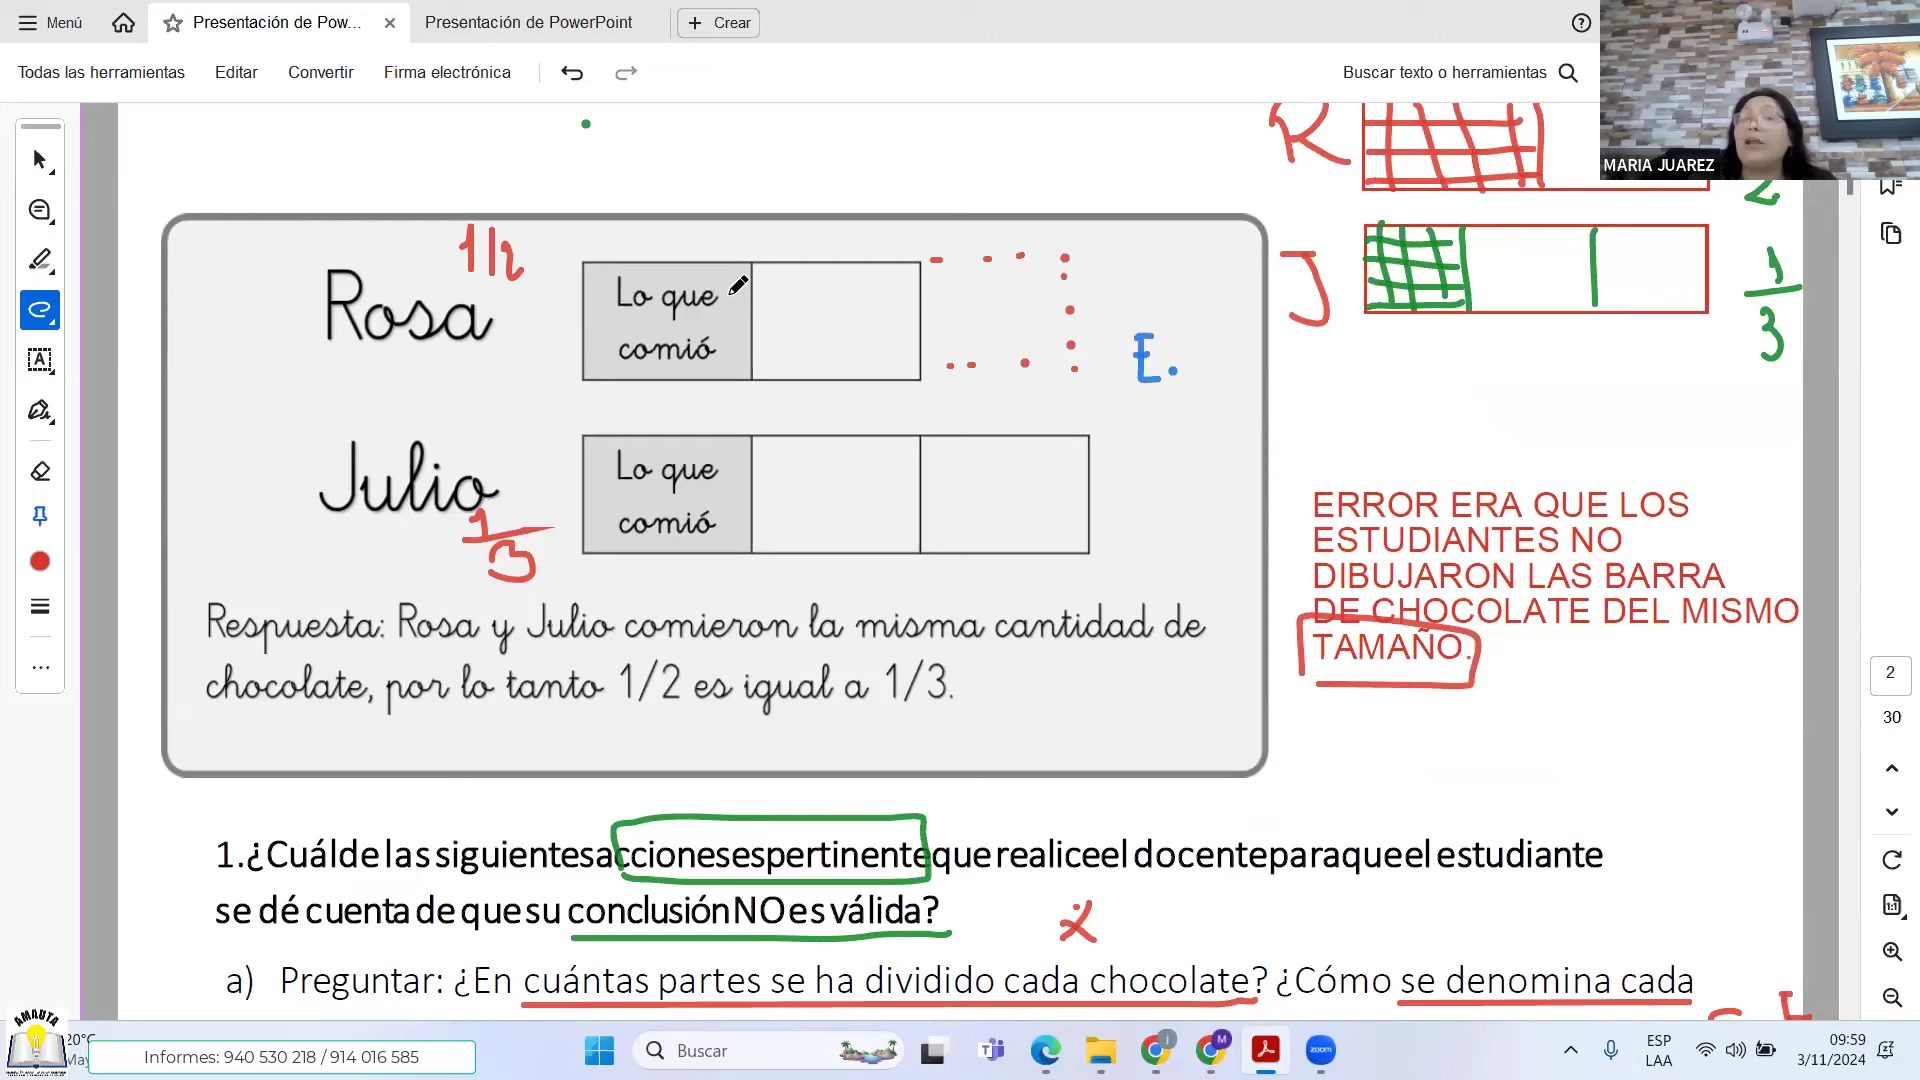 Menú
Presentación de Pow...
Presentación de PowerPoint
Crear
Todas las herramientas
Editar
Convertir
Firma electrónica
Buscar texto o herramientas
MARIA JUAREZ
R
2
Rosa
1/2
Lo que
comió
E.
J
1
3
Julio
1
3
Lo que
comió
ERROR ERA QUE LOS
ESTUDIANTES NO
DIBUJARON LAS BARRA
DE CHOCOLATE DEL MISMO
TAMAÑO.
Respuesta: Rosa y Julio comieron la misma cantidad de
chocolate, por lo tanto 1/2 es igual a 1/3.
2
30
1.¿Cuál de las siguientes acciones es pertinente que realice el docente para que el estudiante
se dé cuenta de que su conclusión NO es válida?
a) Preguntar: ¿En cuántas partes se ha dividido cada chocolate? ¿Cómo se denomina cada
AMAUTA
20°C
Informes: 940 530 218 / 914 016 585
Buscar
zoom
ESP
LAA
09:59
3/11/2024